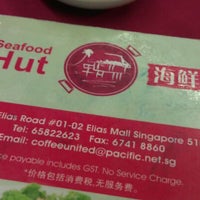 Seafood
Hut
海鲜
Elias Road #01-02 Elias Mall Singapore 51
Tel: 65822623 Fax: 6741 8860
Email: coffeeunited@pacific.net.sg
payable includes GST. No Service Charge.
*价格包括消费税,无服务费。